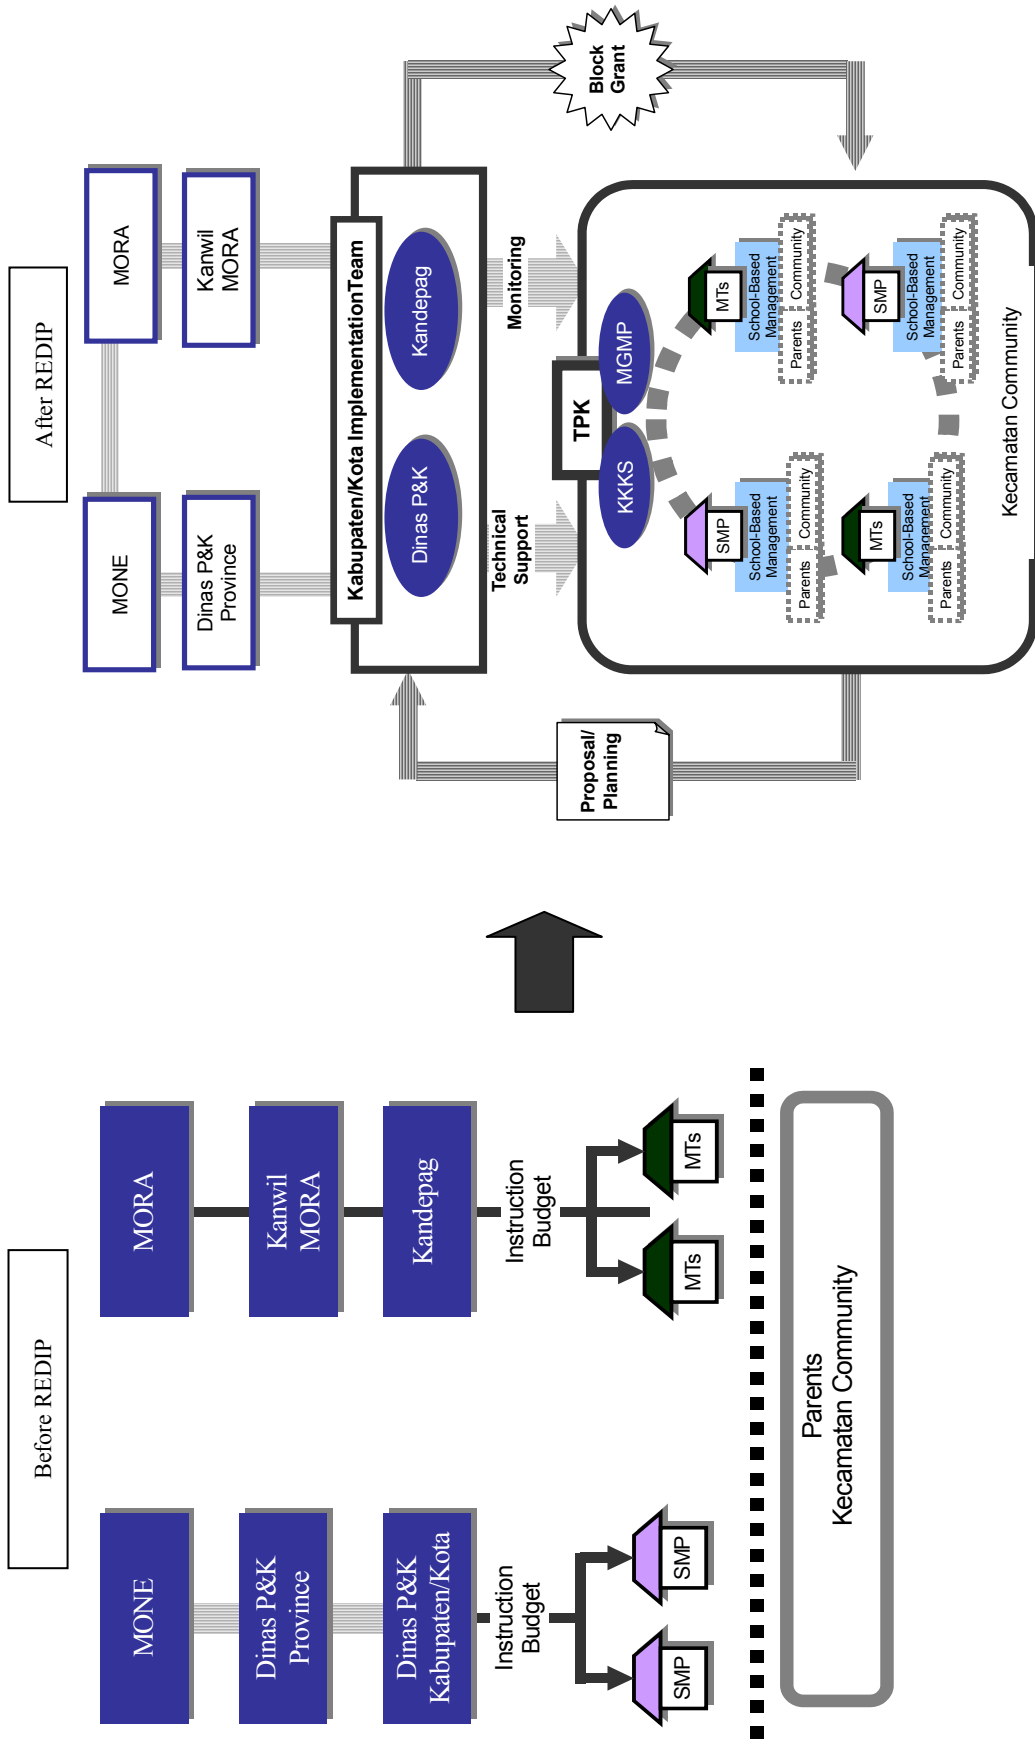 Before REDIP
MONE
Dinas P&K
Province
Dinas P&K
Kabupaten/Kota
Instruction
Budget
SMP
SMP
MORA
Kanwil
MORA
Kandepag
Instruction
Budget
MTs
MTs
Parents
Kecamatan Community
After REDIP
MONE
MORA
Dinas P&K
Province
Kanwil
MORA
Kabupaten/Kota ImplementationTeam
Dinas P&K
Kandepag
Technical
Support
Monitoring
Proposal/
Planning
Block
Grant
TPK
KKKS
MGMP
SMP
School-Based
Management
Parents
Community
MTs
School-Based
Management
Parents
Community
MTs
School-Based
Management
Parents
Community
SMP
School-Based
Management
Parents
Community
Kecamatan Community